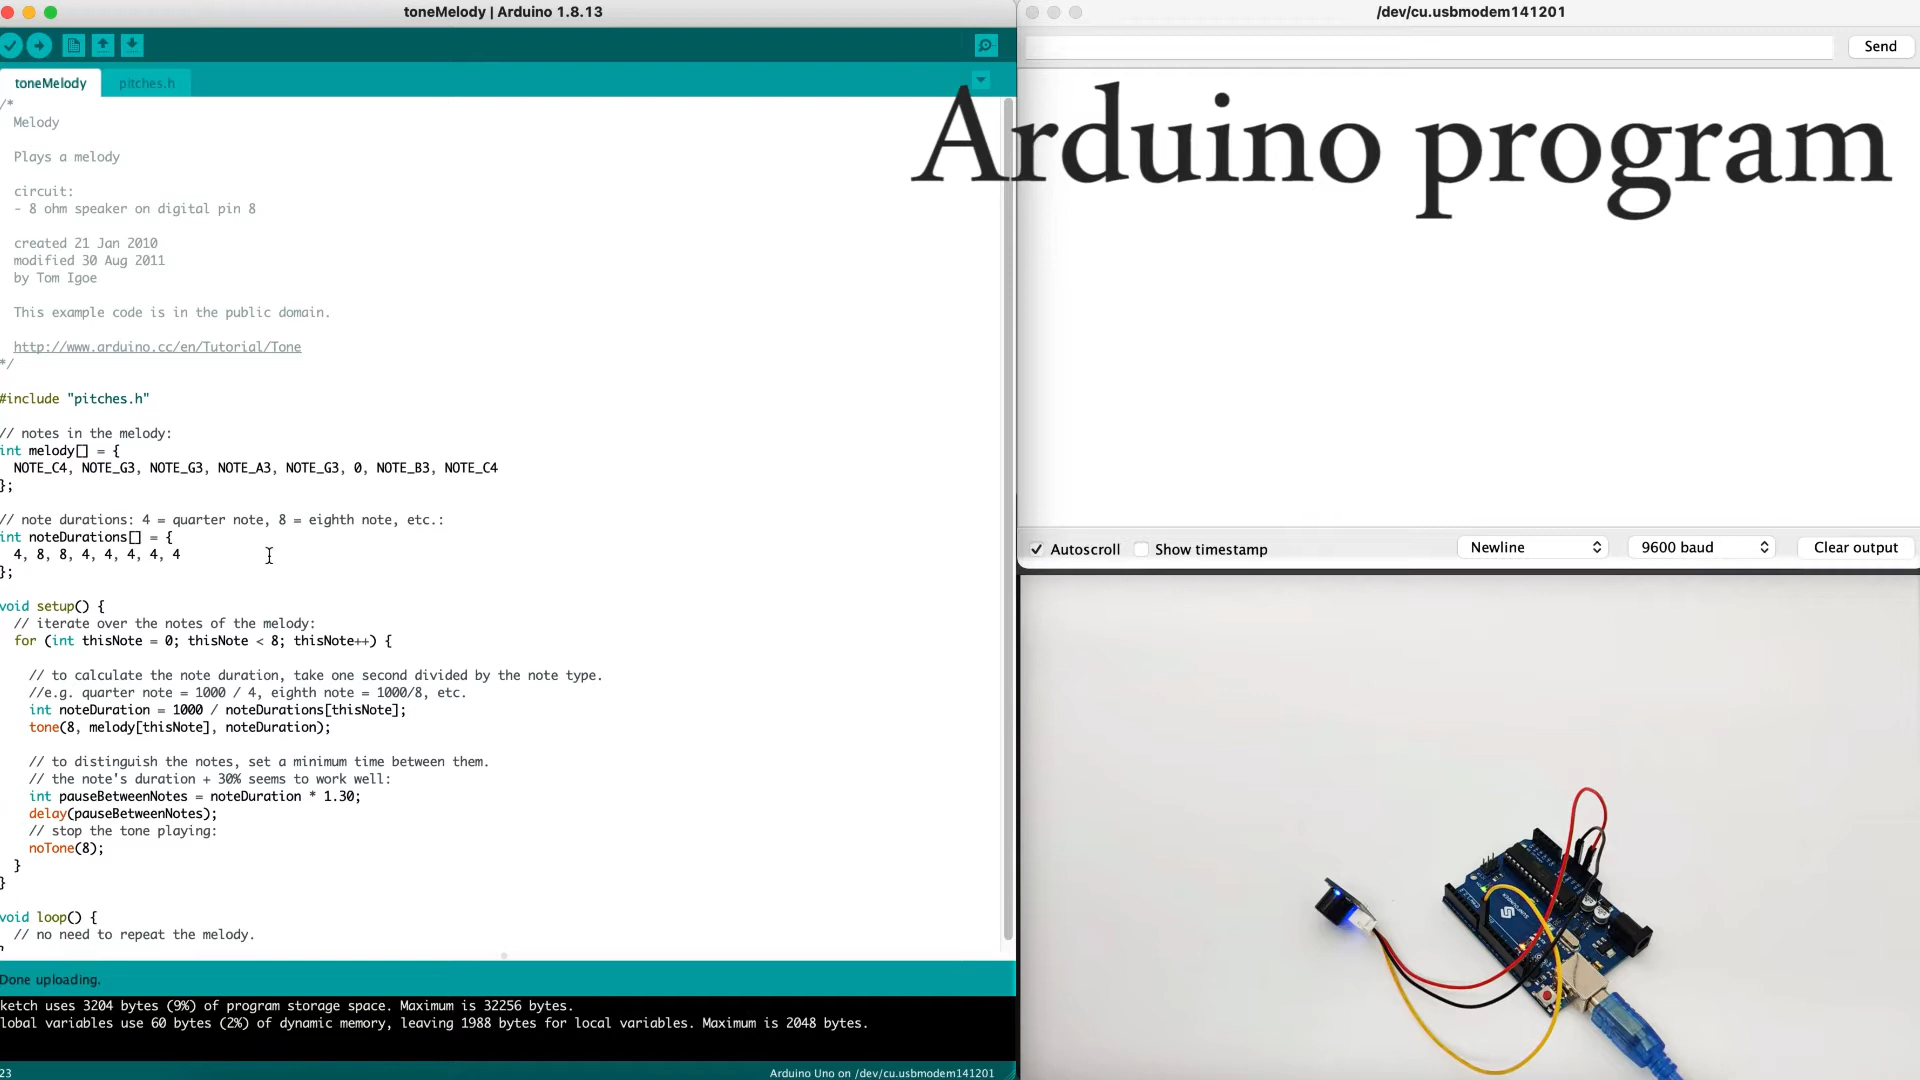 toneMelody | Arduino 1.8.13
toneMelody pitches.h
/*
Melody
Plays a melody
circuit:
- 8 ohm speaker on digital pin 8
created 21 Jan 2010
modified 30 Aug 2011
by Tom Igoe
This example code is in the public domain.
http://www.arduino.cc/en/Tutorial/Tone
*/
#include "pitches.h"
// notes in the melody:
int melody[] = {
NOTE_C4, NOTE_G3, NOTE_G3, NOTE_A3, NOTE_G3, 0, NOTE_B3, NOTE_C4
};
// note durations: 4 = quarter note, 8 = eighth note, etc.:
int noteDurations[] = {
4, 8, 8, 4, 4, 4, 4, 4
};
void setup() {
// iterate over the notes of the melody:
for (int thisNote = 0; thisNote < 8; thisNote++) {
// to calculate the note duration, take one second divided by the note type.
//e.g. quarter note = 1000 / 4, eighth note = 1000/8, etc.
int noteDuration = 1000 / noteDurations[thisNote];
tone(8, melody[thisNote], noteDuration);
// to distinguish the notes, set a minimum time between them.
// the note's duration + 30% seems to work well:
int pauseBetweenNotes = noteDuration * 1.30;
delay(pauseBetweenNotes);
// stop the tone playing:
noTone(8);
}
}
void loop() {
// no need to repeat the melody.
Done uploading.
ketch uses 3204 bytes (9%) of program storage space. Maximum is 32256 bytes.
lobal variables use 60 bytes (2%) of dynamic memory, leaving 1988 bytes for local variables. Maximum is 2048 bytes.
23 Arduino Uno on /dev/cu.usbmodem141201
/dev/cu.usbmodem141201
Send
Arduino program
Autoscroll Show timestamp Newline 9600 baud Clear output